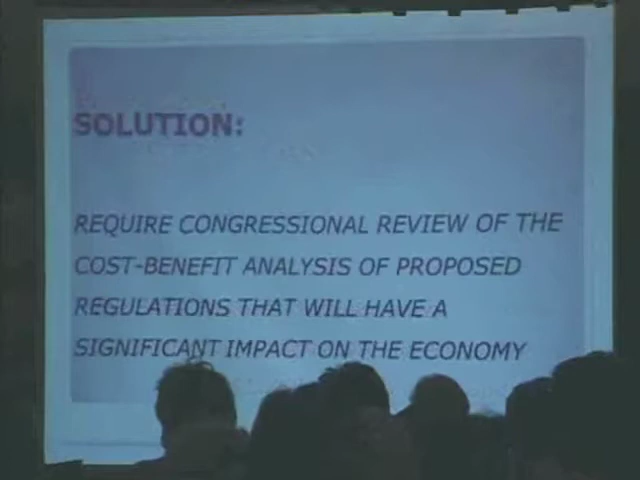 SOLUTION:
REQUIRE CONGRESSIONAL REVIEW OF THE
COST-BENEFIT ANALYSIS OF PROPOSED
REGULATIONS THAT WILL HAVE A
SIGNIFICANT IMPACT ON THE ECONOMY